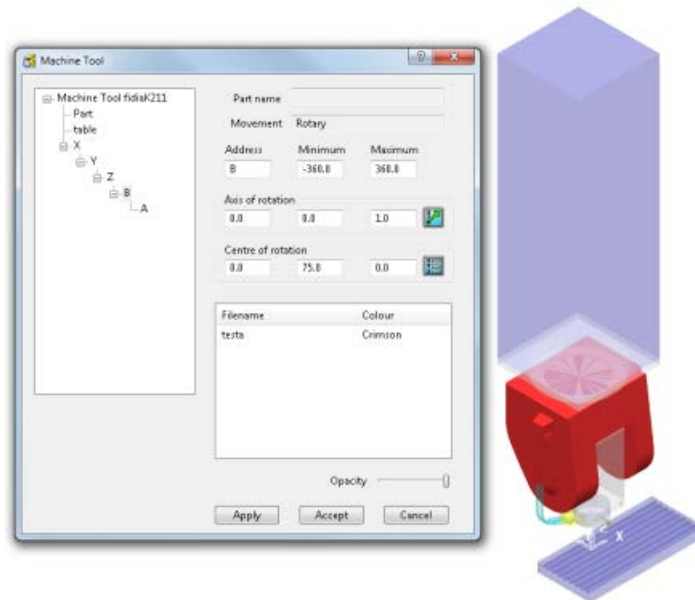 Machine Tool
Machine Tool fidiaK211
Part
table
X
Y
Z
B
A
Part name
Movement Rotary
Address Minimum Maximum
B -360.0 360.0
Axis of rotation
0.0 0.0 1.0
Centre of rotation
0.0 75.0 0.0
Filename Colour
testa Crimson
Opacity
Apply Accept Cancel
X